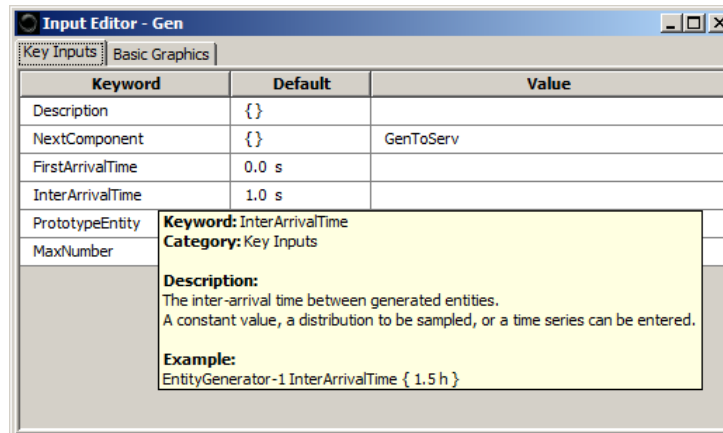 Input Editor - Gen
Key Inputs Basic Graphics
Keyword Default Value
Description {}
NextComponent {} GenToServ
FirstArrivalTime 0.0 s
InterArrivalTime 1.0 s
PrototypeEntity
MaxNumber
Keyword: InterArrivalTime
Category: Key Inputs
Description:
The inter-arrival time between generated entities.
A constant value, a distribution to be sampled, or a time series can be entered.
Example:
EntityGenerator-1 InterArrivalTime { 1.5 h }